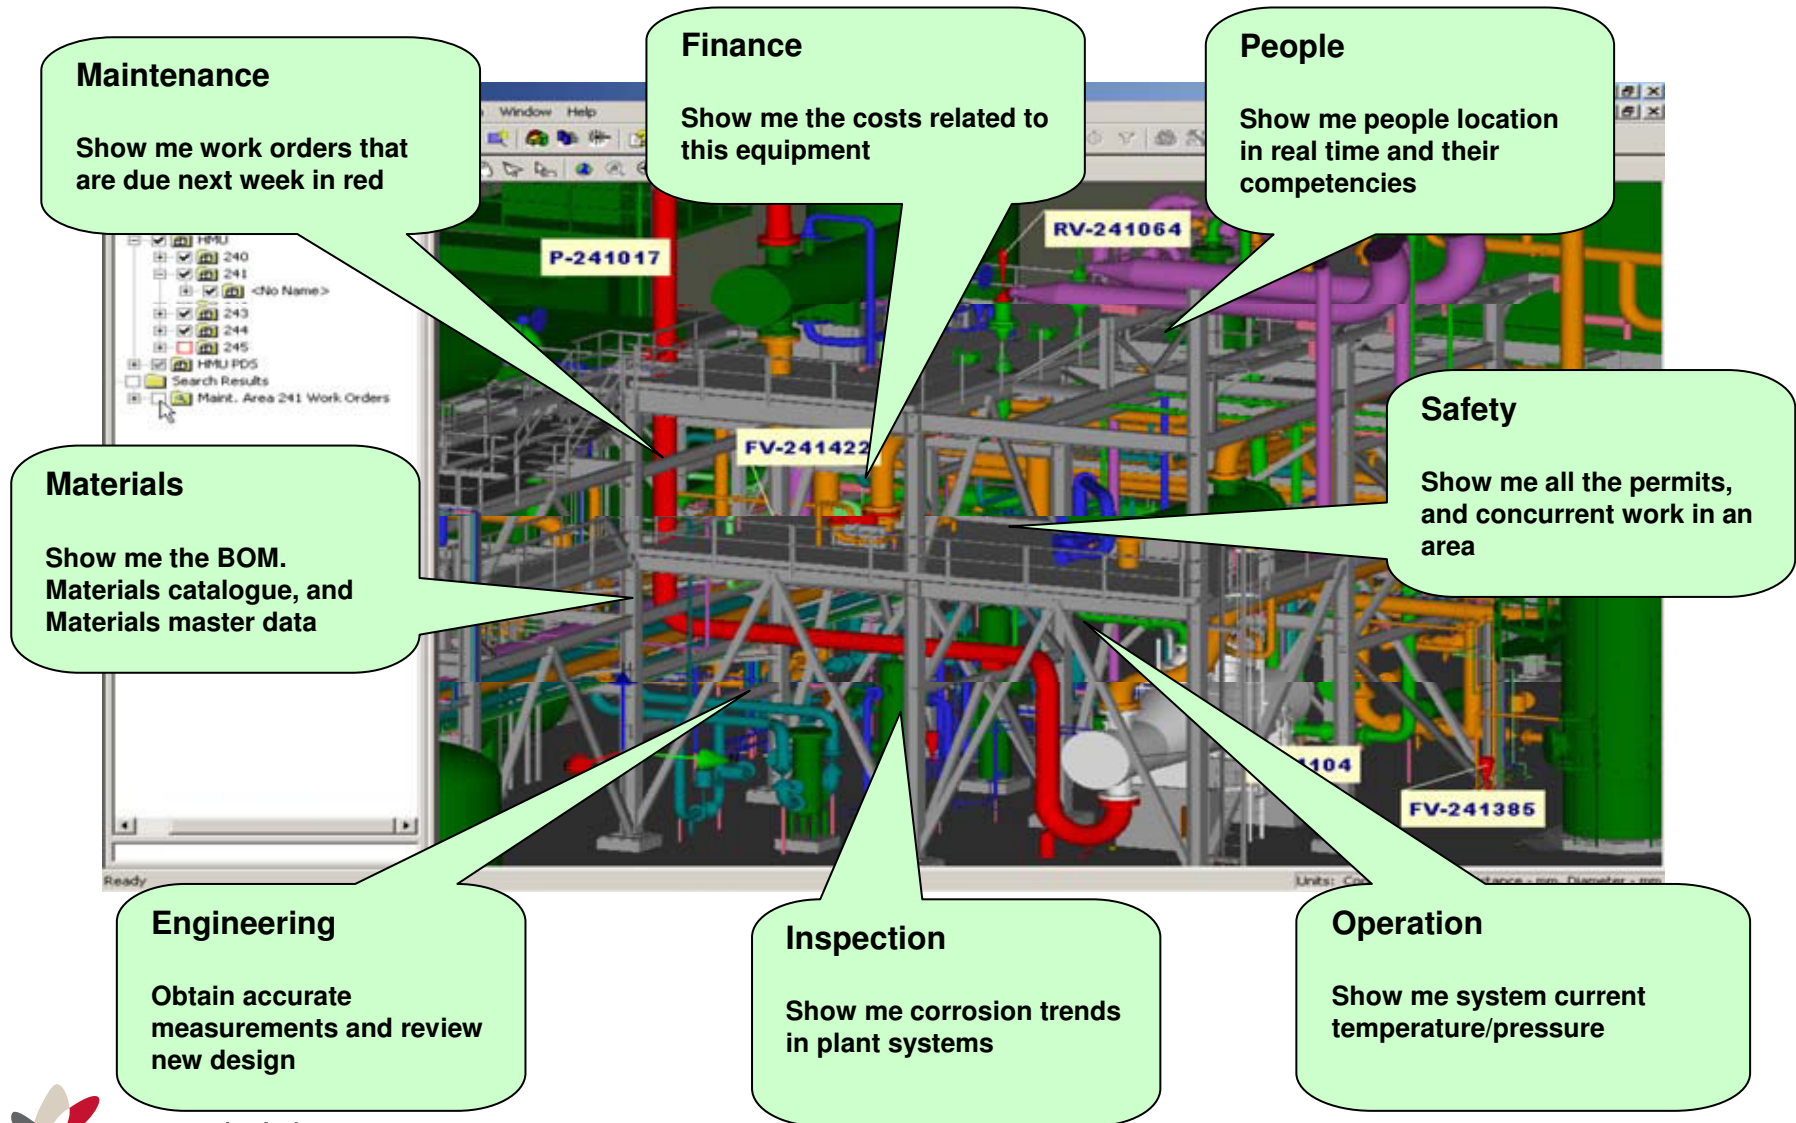 Maintenance
Show me work orders that
are due next week in red
Finance
Show me the costs related to
this equipment
People
Show me people location
in real time and their
competencies
Window Help
HMU
240
241
<No Name>
243
244
245
HMU PDS
Search Results
Maint. Area 241 Work Orders
P-241017
RV-241064
FV-241422
Safety
Show me all the permits,
and concurrent work in an
area
Materials
Show me the BOM.
Materials catalogue, and
Materials master data
1104
FV-241385
Ready
Units:
- mm, Diameter - mm
Engineering
Obtain accurate
measurements and review
new design
Inspection
Show me corrosion trends
in plant systems
Operation
Show me system current
temperature/pressure